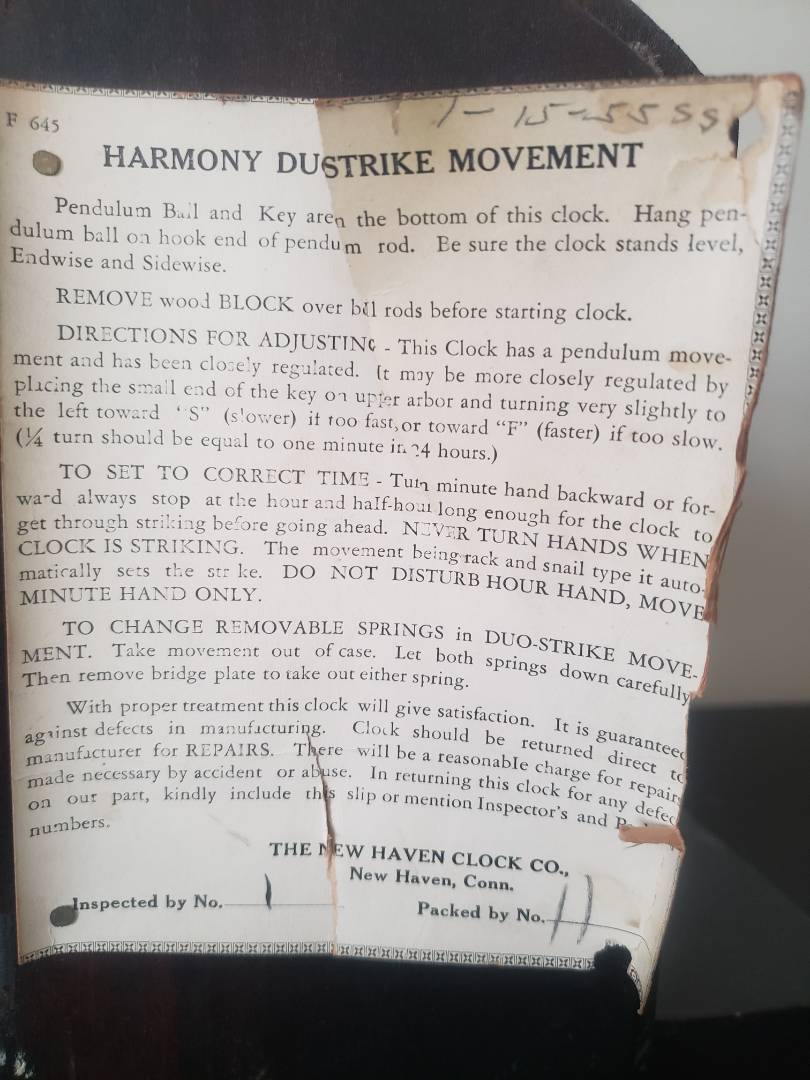 F 645
1-15-55 SS
HARMONY DUSTRIKE MOVEMENT
Pendulum Ball and Key are in the bottom of this clock. Hang pen-
dulum ball on hook end of pendum rod. Be sure the clock stands level,
Endwise and Sidewise.
REMOVE wood BLOCK over bell rods before starting clock.
DIRECTIONS FOR ADJUSTING - This Clock has a pendulum move-
ment and has been closely regulated. It may be more closely regulated by
placing the small end of the key on upper arbor and turning very slightly to
the left toward "S" (slower) if too fast, or toward "F" (faster) if too slow.
(¼ turn should be equal to one minute in 24 hours.)
TO SET TO CORRECT TIME - Turn minute hand backward or for-
ward always stop at the hour and half-hour long enough for the clock to
get through striking before going ahead. NEVER TURN HANDS WHEN
CLOCK IS STRIKING. The movement being rack and snail type it auto-
matically sets the strike. DO NOT DISTURB HOUR HAND, MOVE
MINUTE HAND ONLY.
TO CHANGE REMOVABLE SPRINGS in DUO-STRIKE MOVE-
MENT. Take movement out of case. Let both springs down carefully
Then remove bridge plate to take out either spring.
With proper treatment this clock will give satisfaction. It is guaranteed
against defects in manufacturing. Clock should be returned direct to
manufacturer for REPAIRS. There will be a reasonable charge for repairs
made necessary by accident or abuse. In returning this clock for any defec
on our part, kindly include this slip or mention Inspector's and
numbers.
THE NEW HAVEN CLOCK CO.,
New Haven, Conn.
Inspected by No. 1
Packed by No. 11